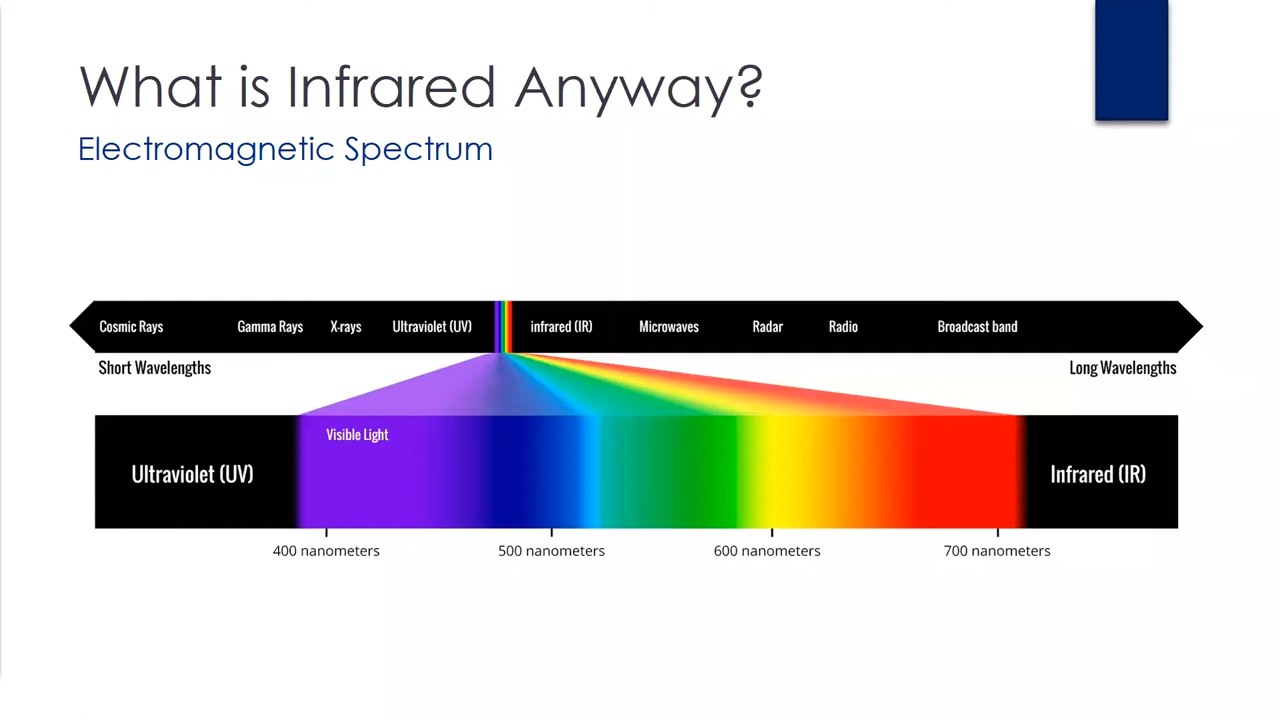 What is Infrared Anyway?
Electromagnetic Spectrum
Cosmic Rays Gamma Rays X-rays Ultraviolet (UV) infrared (IR) Microwaves Radar Radio Broadcast band
Short Wavelengths Long Wavelengths
Visible Light
Ultraviolet (UV) Infrared (IR)
400 nanometers 500 nanometers 600 nanometers 700 nanometers